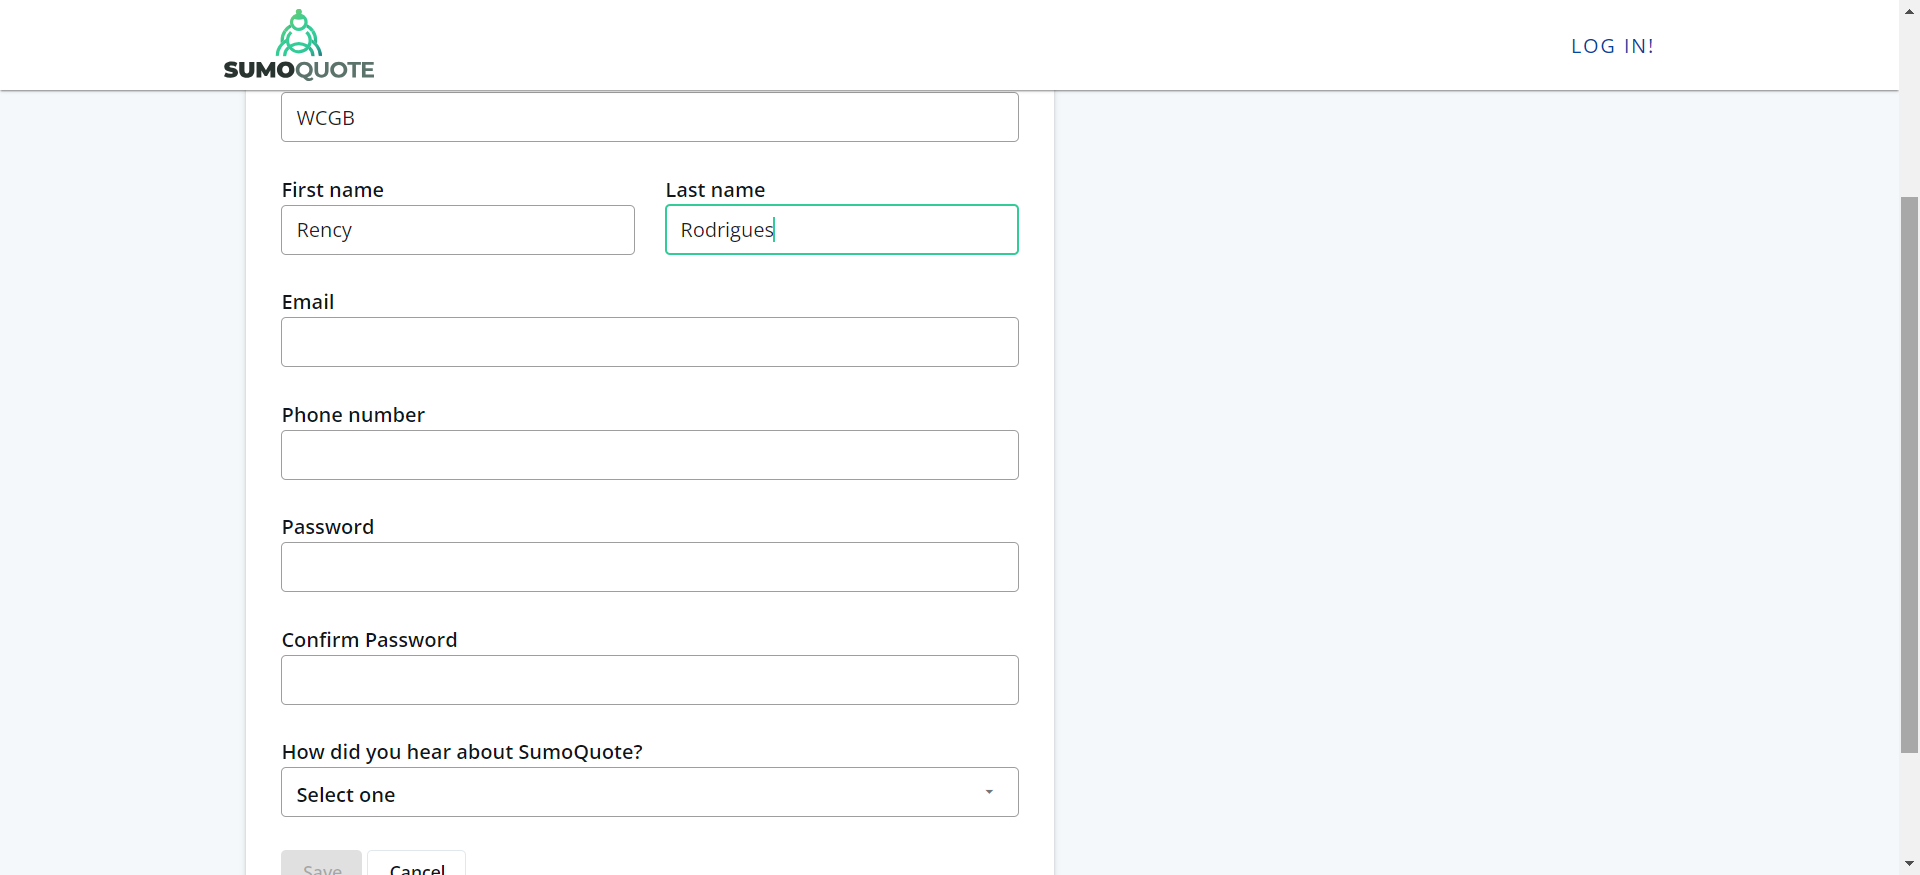 SUMOQUOTE
LOG IN!
WCGB
First name
Last name
Rency
Rodrigues
Email
Phone number
Password
Confirm Password
How did you hear about SumoQuote?
Select one
Save
Cancel